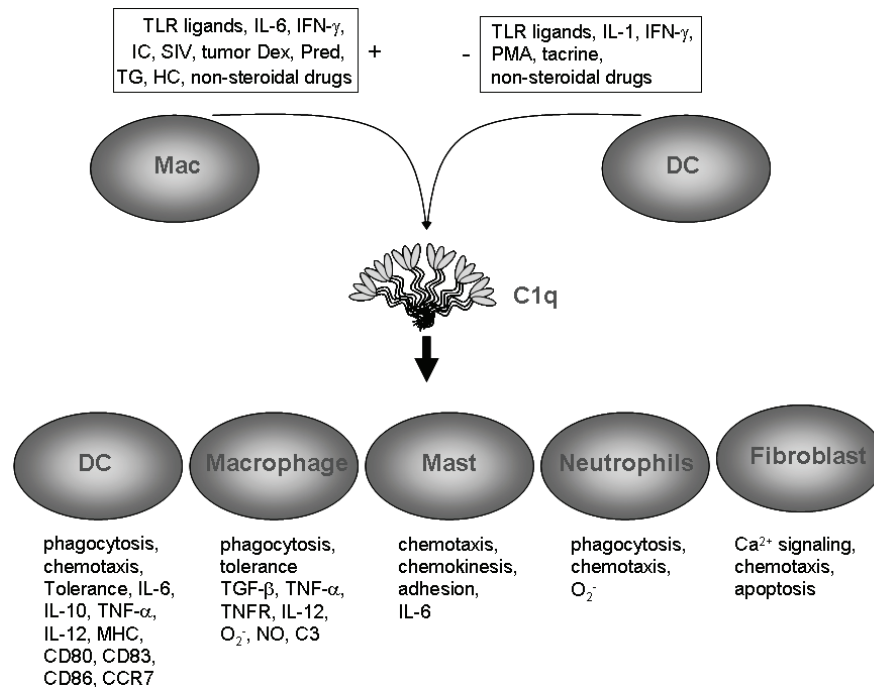 TLR ligands, IL-6, IFN-γ,
IC, SIV, tumor Dex, Pred,
TG, HC, non-steroidal drugs
+
-
TLR ligands, IL-1, IFN-γ,
PMA, tacrine,
non-steroidal drugs
Mac
DC
C1q
DC
Macrophage
Mast
Neutrophils
Fibroblast
phagocytosis,
chemotaxis,
Tolerance, IL-6,
IL-10, TNF-α,
IL-12, MHC,
CD80, CD83,
CD86, CCR7
phagocytosis,
tolerance
TGF-β, TNF-α,
TNFR, IL-12,
O₂⁻, NO, C3
chemotaxis,
chemokinesis,
adhesion,
IL-6
phagocytosis,
chemotaxis,
O₂⁻
Ca²⁺ signaling,
chemotaxis,
apoptosis